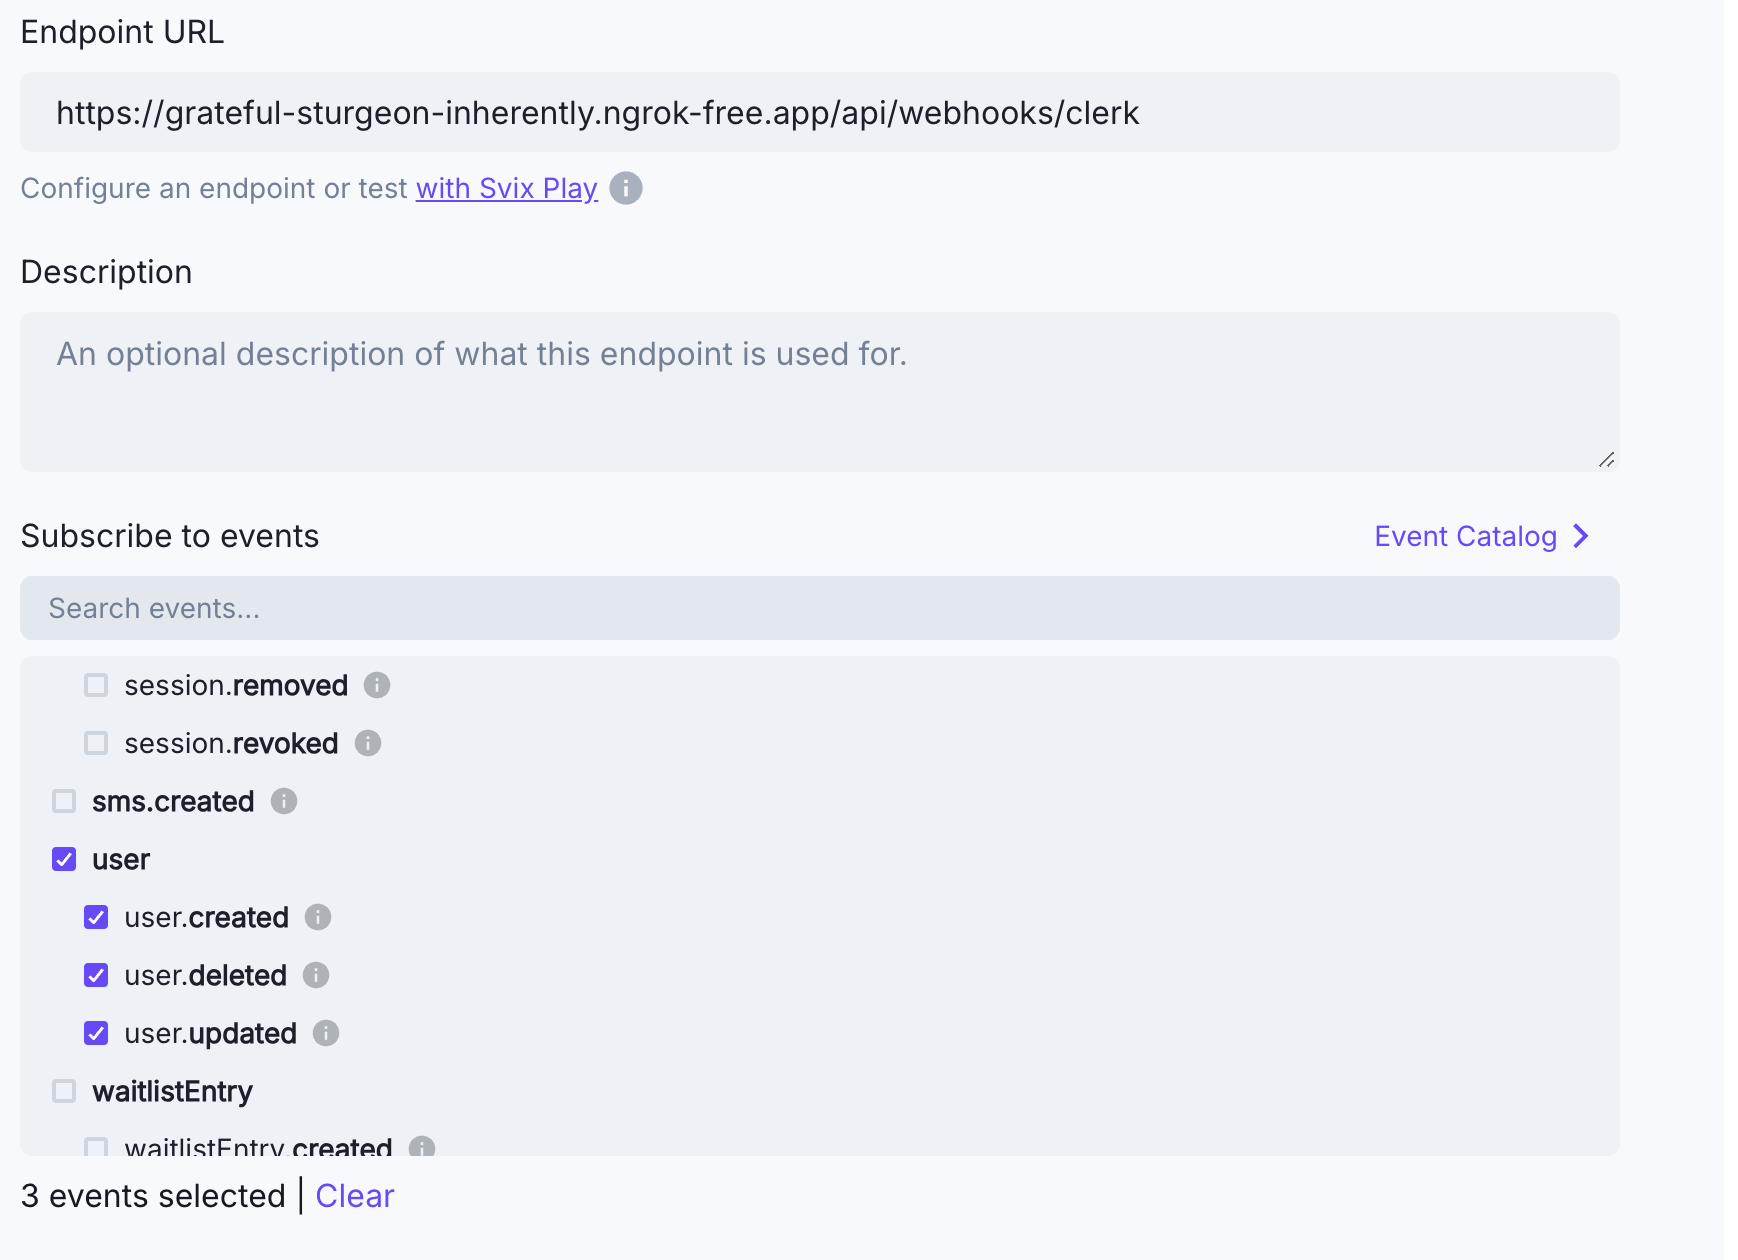 Endpoint URL
https://grateful-sturgeon-inherently.ngrok-free.app/api/webhooks/clerk
Configure an endpoint or test with Svix Play
Description
An optional description of what this endpoint is used for.
Subscribe to events
Event Catalog
Search events...
session.removed
session.revoked
sms.created
user
user.created
user.deleted
user.updated
waitlistEntry
waitlistEntry.created
3 events selected | Clear